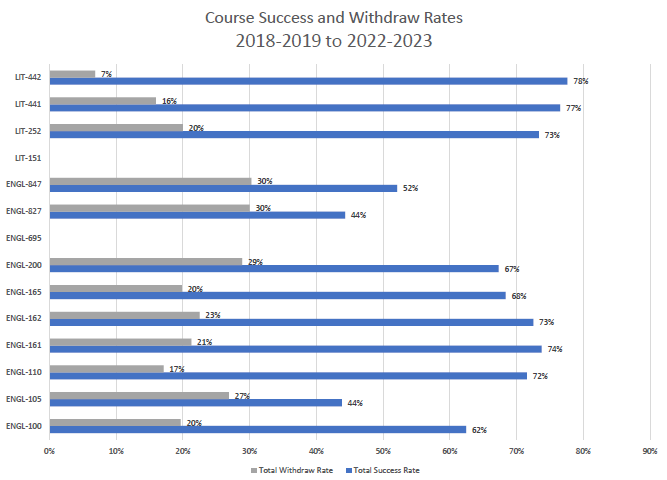 Course Success and Withdraw Rates
2018-2019 to 2022-2023
LIT-442 7% 78%
LIT-441 16% 77%
LIT-252 20% 73%
LIT-151
ENGL-847 30% 52%
ENGL-827 30% 44%
ENGL-695
ENGL-200 29% 67%
ENGL-165 20% 68%
ENGL-162 23% 73%
ENGL-161 21% 74%
ENGL-110 17% 72%
ENGL-105 27% 44%
ENGL-100 20% 62%
0% 10% 20% 30% 40% 50% 60% 70% 80% 90%
Total Withdraw Rate Total Success Rate